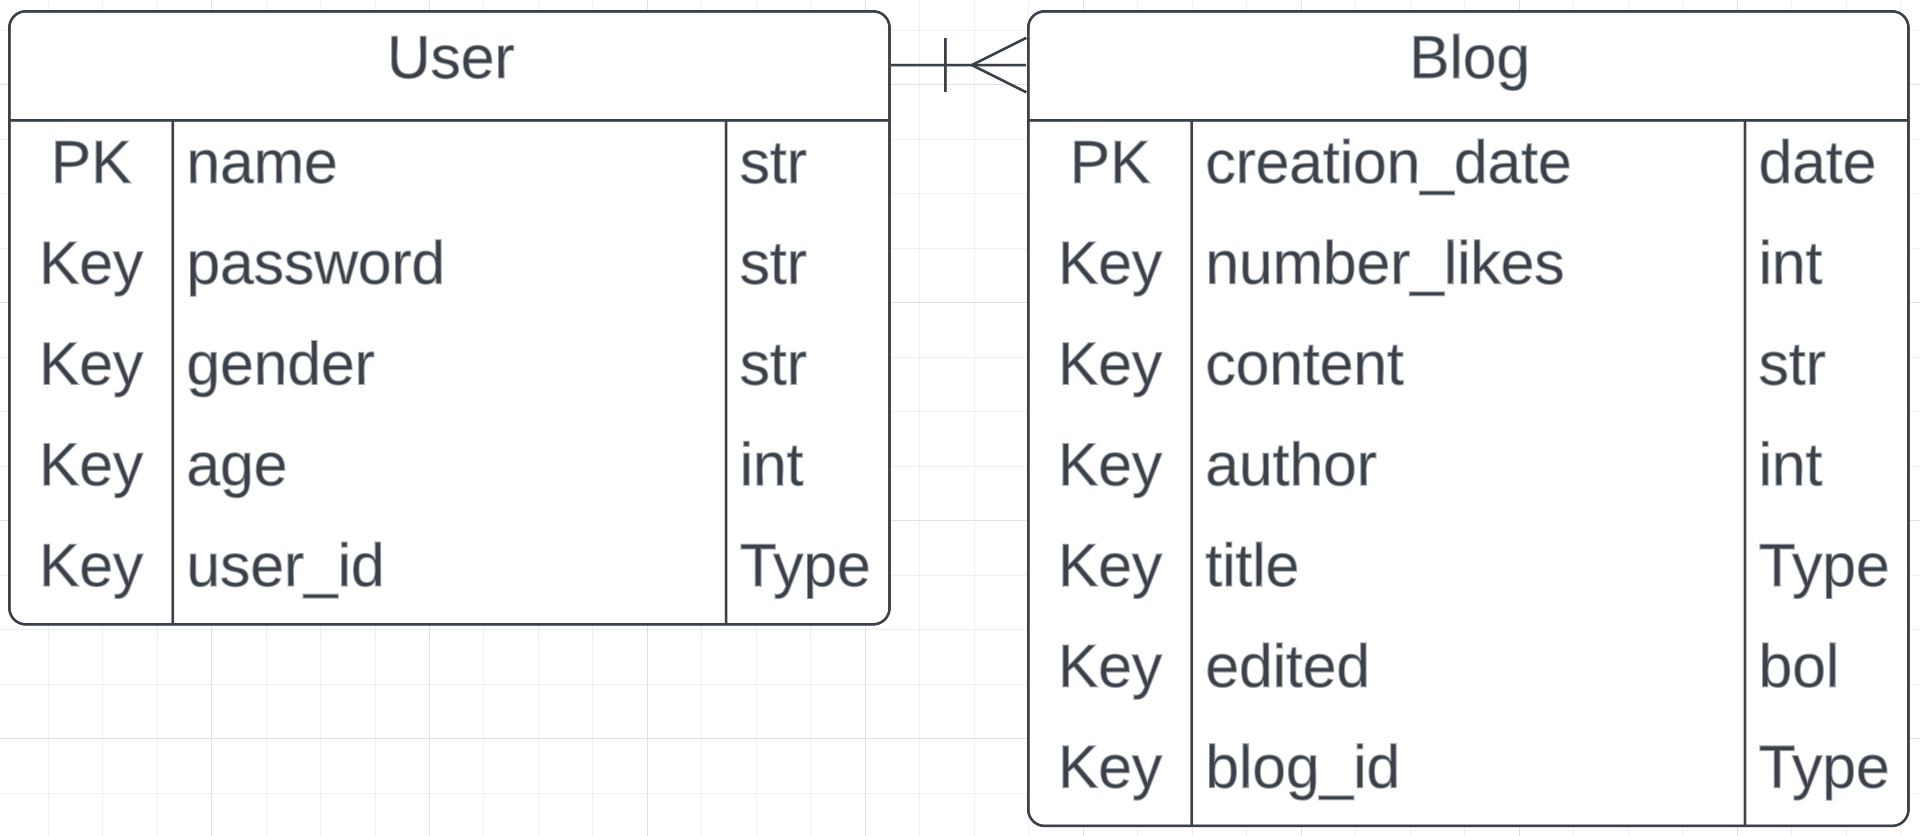 User
PK name str
Key password str
Key gender str
Key age int
Key user_id Type
Blog
PK creation_date date
Key number_likes int
Key content str
Key author int
Key title Type
Key edited bol
Key blog_id Type